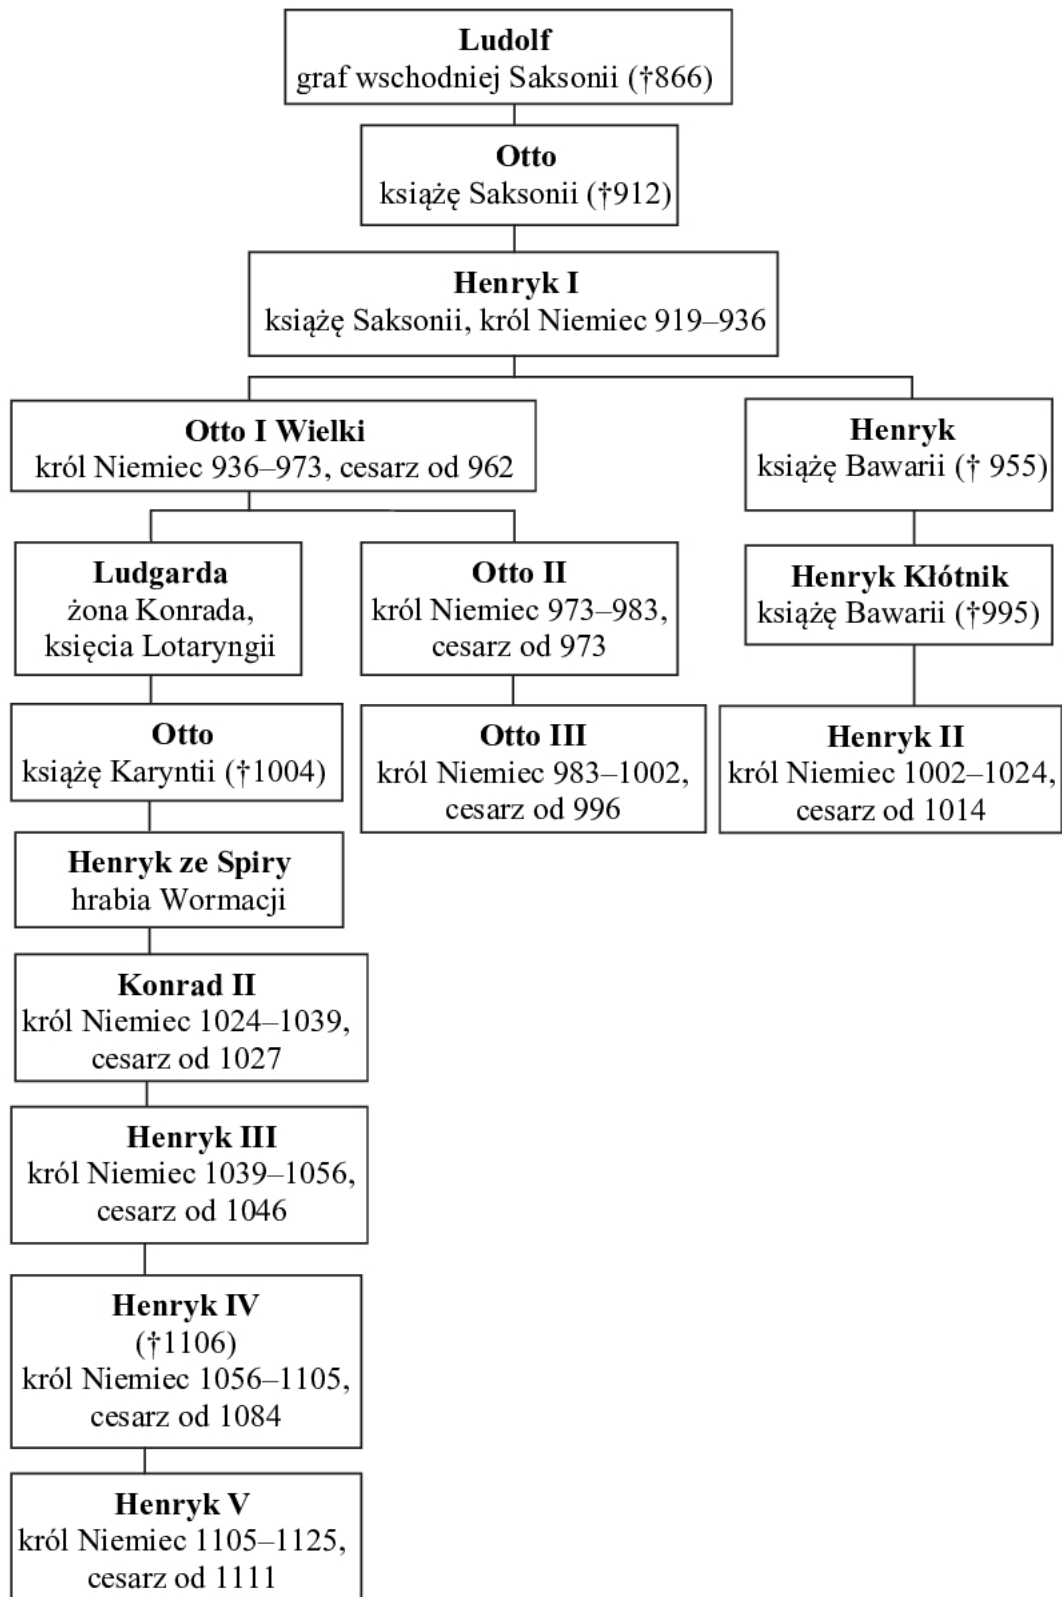 Ludolf
graf wschodniej Saksonii (†866)
Otto
książę Saksonii (†912)
Henryk I
książę Saksonii, król Niemiec 919–936
Otto I Wielki
król Niemiec 936–973, cesarz od 962
Henryk
książę Bawarii († 955)
Ludgarda
żona Konrada,
księcia Lotaryngii
Otto II
król Niemiec 973–983,
cesarz od 973
Henryk Kłótnik
książę Bawarii (†995)
Otto
książę Karyntii (†1004)
Otto III
król Niemiec 983–1002,
cesarz od 996
Henryk II
król Niemiec 1002–1024,
cesarz od 1014
Henryk ze Spiry
hrabia Wormacji
Konrad II
król Niemiec 1024–1039,
cesarz od 1027
Henryk III
król Niemiec 1039–1056,
cesarz od 1046
Henryk IV
(†1106)
król Niemiec 1056–1105,
cesarz od 1084
Henryk V
król Niemiec 1105–1125,
cesarz od 1111